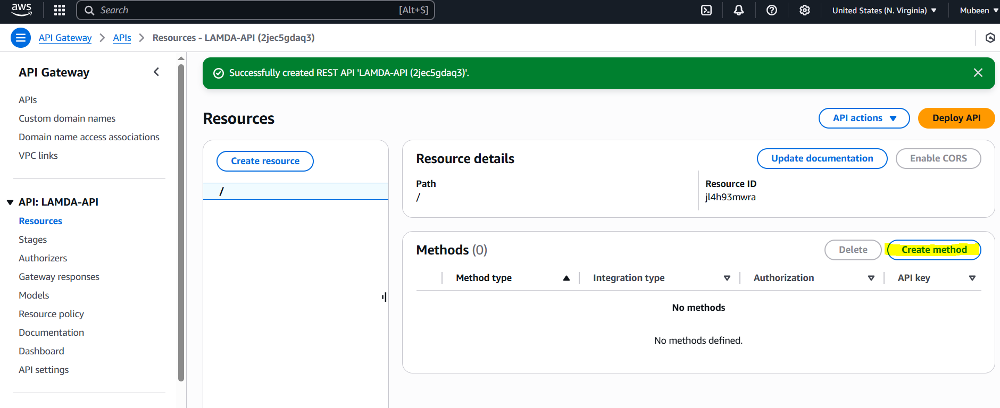 aws
Search [Alt+S]
United States (N. Virginia) Mubeen
API Gateway APIs Resources - LAMDA-API (2jec5gdaq3)
API Gateway
APIs
Custom domain names
Domain name access associations
VPC links
API: LAMDA-API
Resources
Stages
Authorizers
Gateway responses
Models
Resource policy
Documentation
Dashboard
API settings
Successfully created REST API 'LAMDA-API (2jec5gdaq3)'.
Resources
API actions Deploy API
Create resource
/
Resource details
Update documentation Enable CORS
Path Resource ID
/ jl4h93mwra
Methods (0)
Delete Create method
Method type Integration type Authorization API key
No methods
No methods defined.